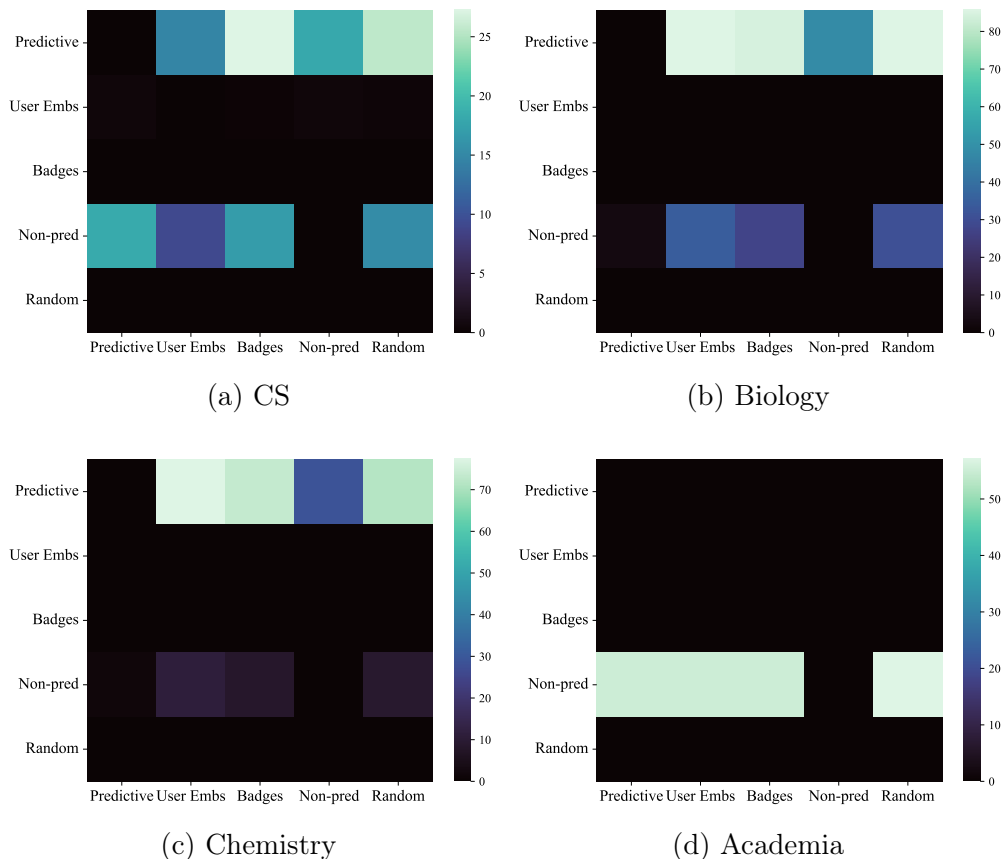 Predictive
User Embs
Badges
Non-pred
Random
Predictive User Embs Badges Non-pred Random
25
20
15
10
5
0
(a) CS
Predictive
User Embs
Badges
Non-pred
Random
Predictive User Embs Badges Non-pred Random
80
70
60
50
40
30
20
10
0
(b) Biology
Predictive
User Embs
Badges
Non-pred
Random
Predictive User Embs Badges Non-pred Random
70
60
50
40
30
20
10
0
(c) Chemistry
Predictive
User Embs
Badges
Non-pred
Random
Predictive User Embs Badges Non-pred Random
50
40
30
20
10
0
(d) Academia